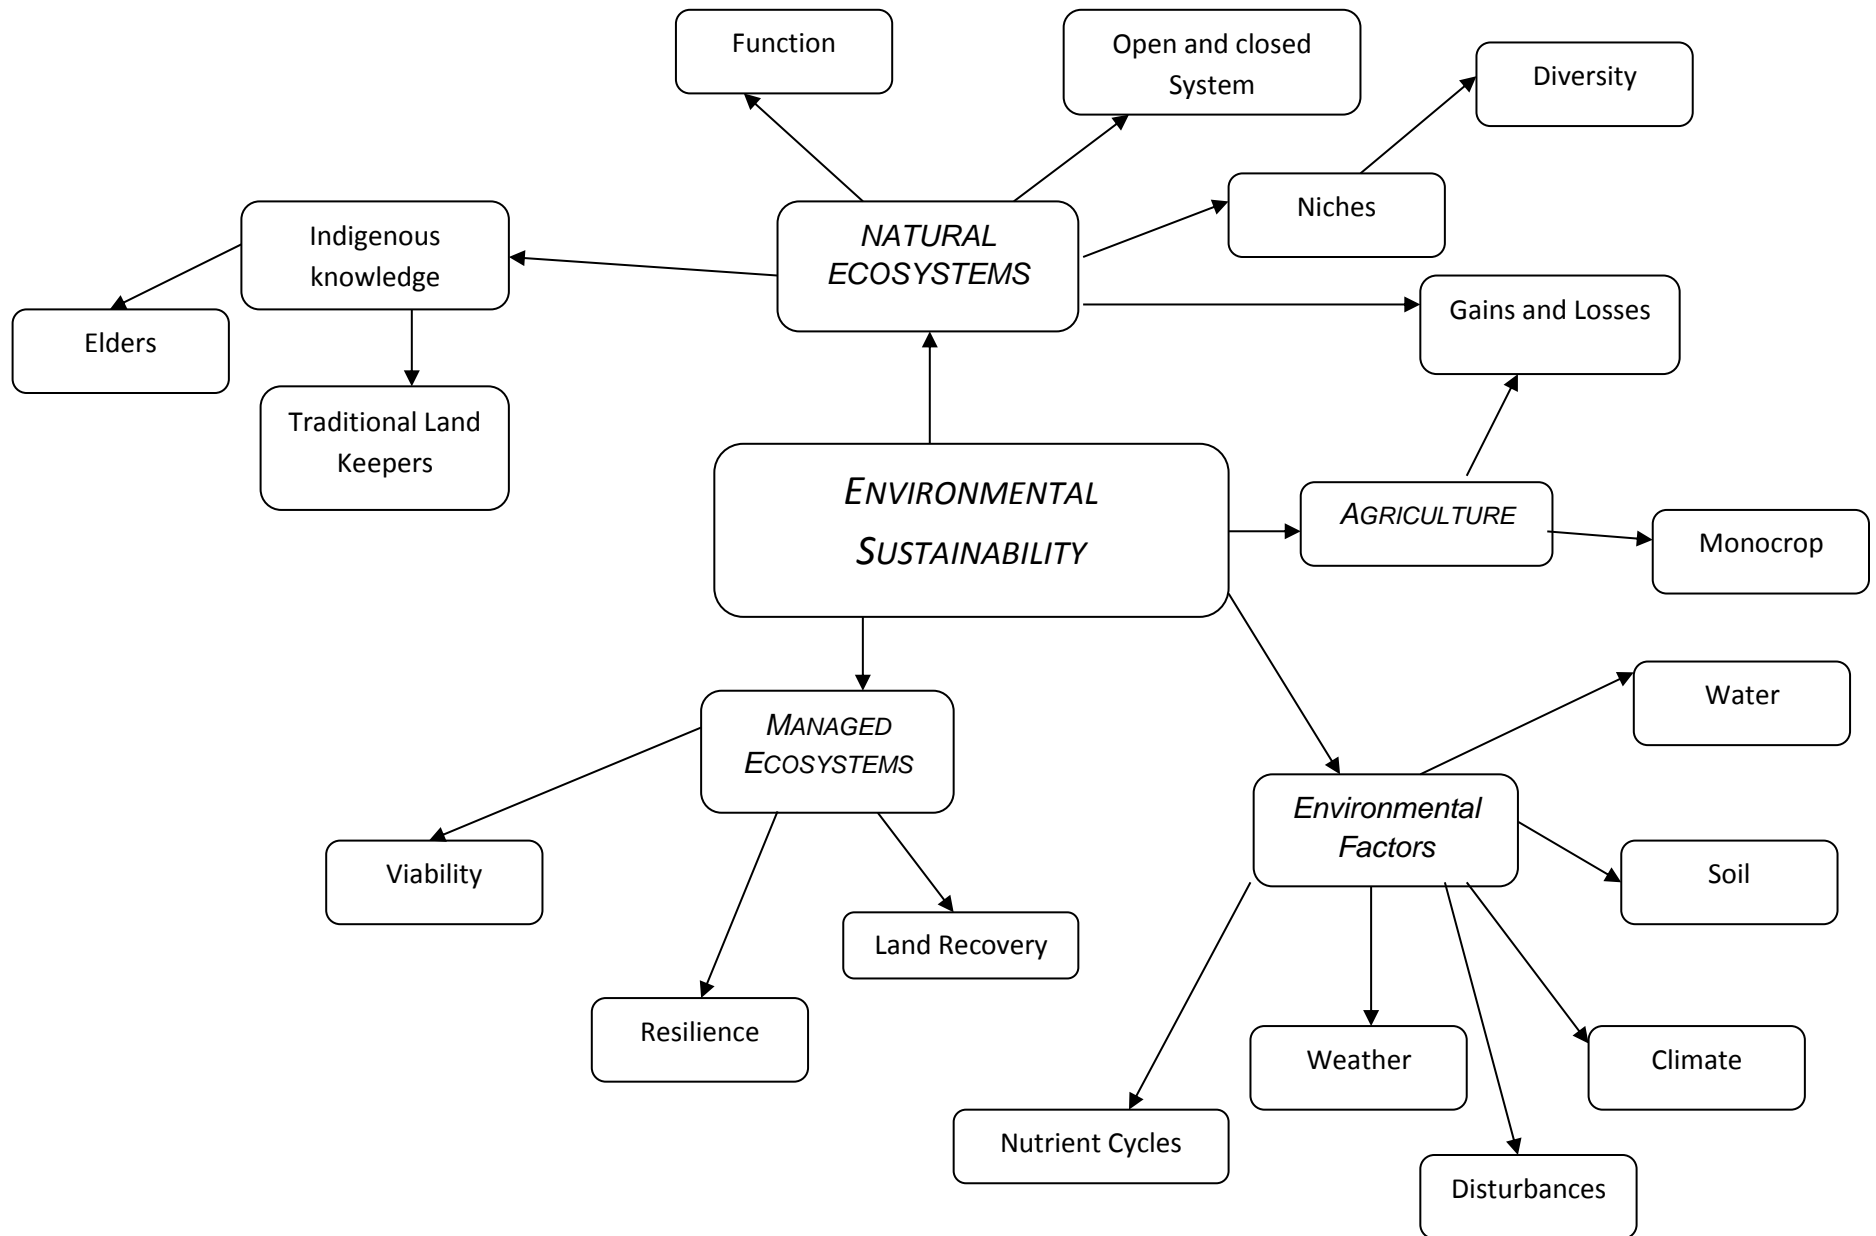 Function
Open and closed
System
Diversity
Niches
NATURAL
ECOSYSTEMS
Indigenous
knowledge
Gains and Losses
Elders
Traditional Land
Keepers
ENVIRONMENTAL
SUSTAINABILITY
AGRICULTURE
Monocrop
Water
MANAGED
ECOSYSTEMS
Environmental
Factors
Viability
Soil
Land Recovery
Resilience
Weather
Climate
Nutrient Cycles
Disturbances